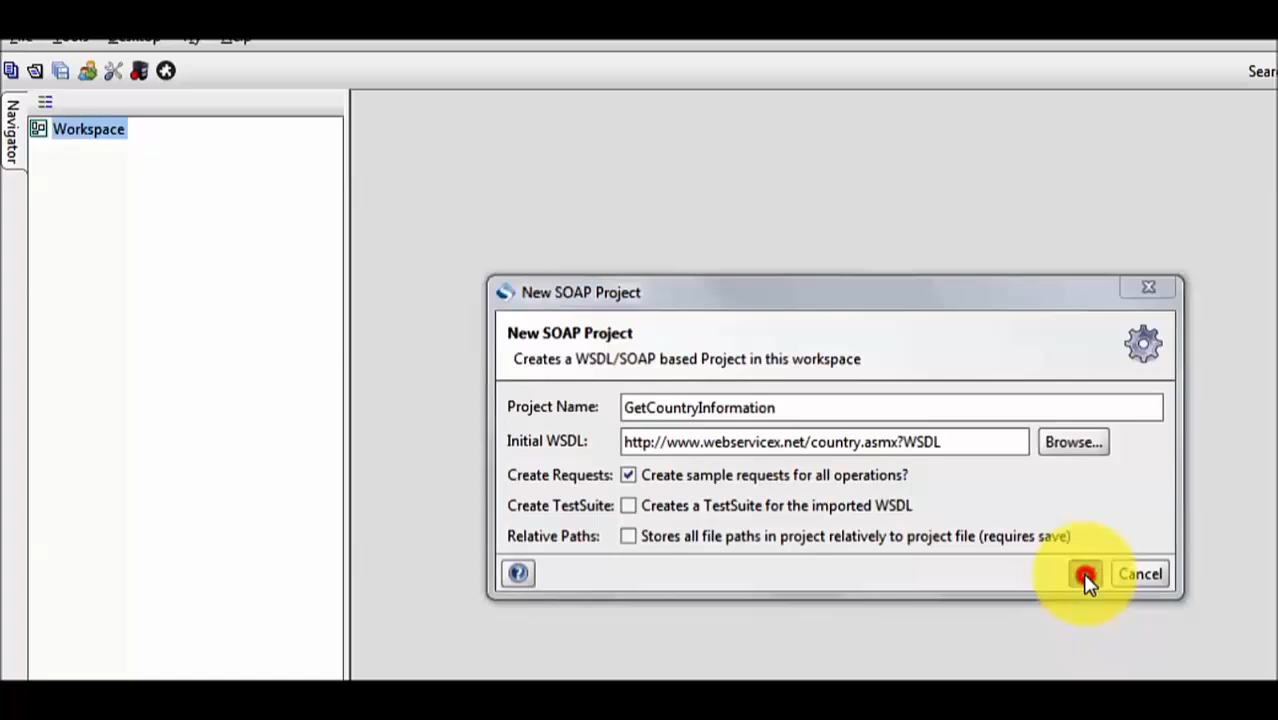 Sear
Navigator
Workspace
New SOAP Project
New SOAP Project
Creates a WSDL/SOAP based Project in this workspace
Project Name: GetCountryInformation
Initial WSDL: http://www.webservicex.net/country.asmx?WSDL Browse...
Create Requests: Create sample requests for all operations?
Create TestSuite: Creates a TestSuite for the imported WSDL
Relative Paths: Stores all file paths in project relatively to project file (requires save)
Cancel